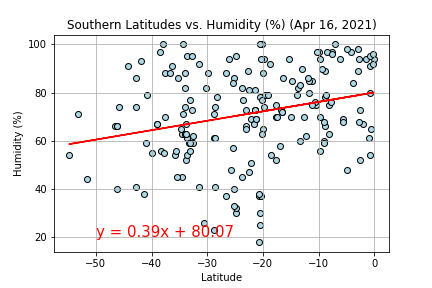 Southern Latitudes vs. Humidity (%) (Apr 16, 2021)
100
80
60
40
20
Humidity (%)
y = 0.39x + 80.07
−50
−40
−30
−20
−10
0
Latitude